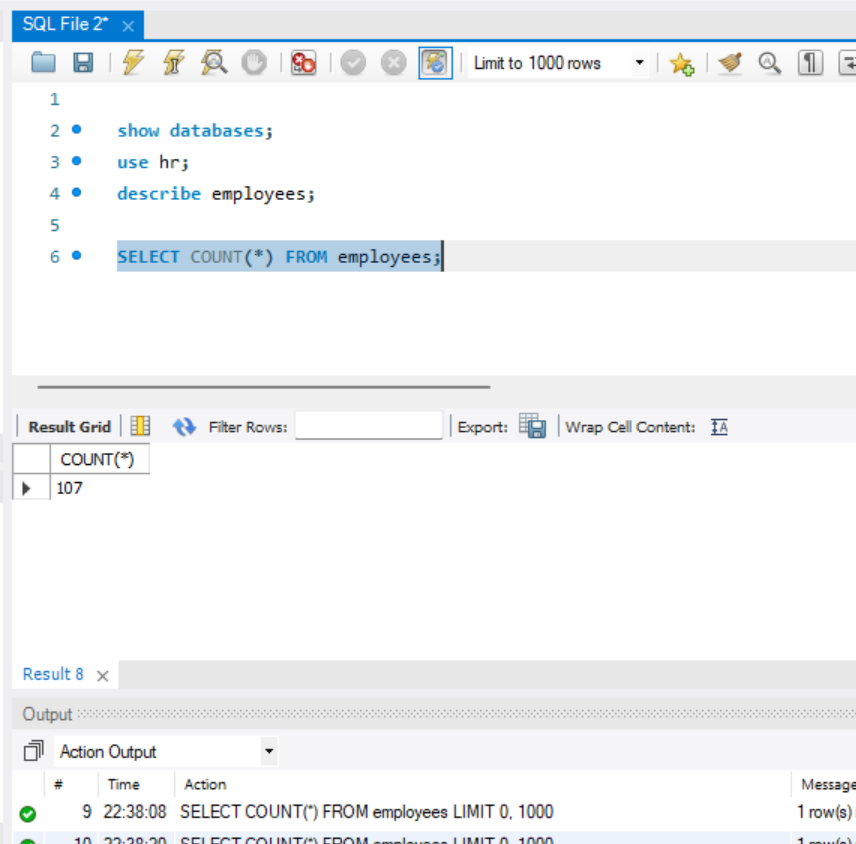 SQL File 2*
Limit to 1000 rows
1
2 show databases;
3 use hr;
4 describe employees;
5
6 SELECT COUNT(*) FROM employees;
Result Grid Filter Rows: Export: Wrap Cell Content:
COUNT(*)
107
Result 8
Output
Action Output
# Time Action Message
9 22:38:08 SELECT COUNT(*) FROM employees LIMIT 0, 1000 1 row(s)
10 22:38:20 SELECT COUNT(*) FROM employees LIMIT 0, 1000 1 row(s)